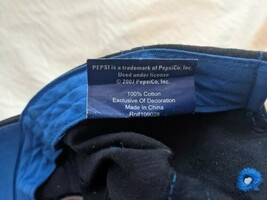 PEPSI is a trademark of PepsiCo, Inc.
Used under license
© 2007 PepsiCo, Inc.
100% Cotton
Exclusive Of Decoration
Made In China